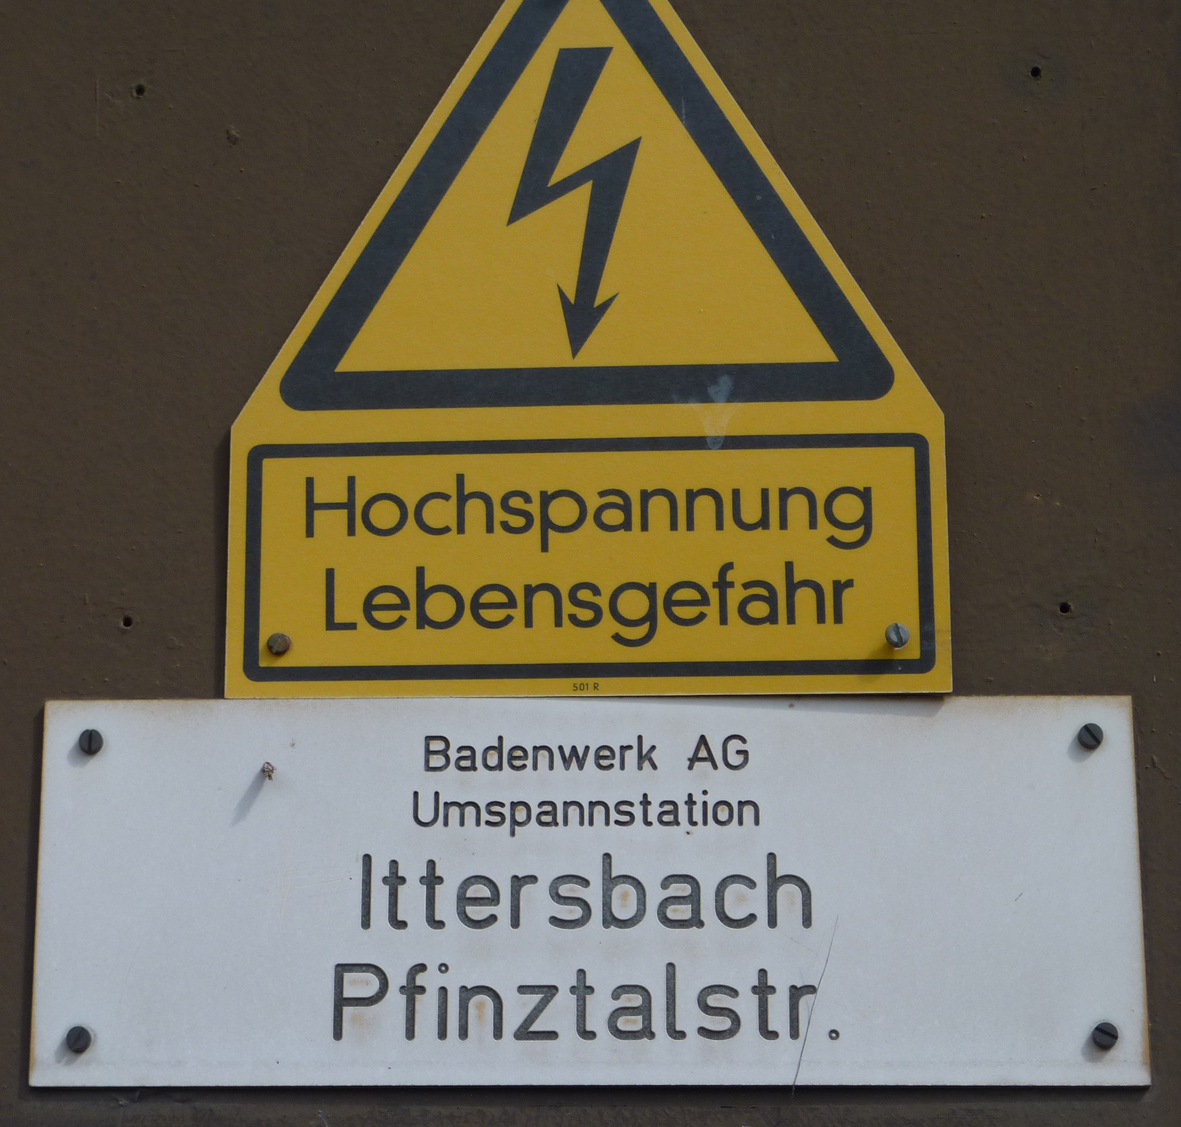 Hochspannung
Lebensgefahr
501 R
Badenwerk AG
Umspannstation
Ittersbach
Pfinztalstr.